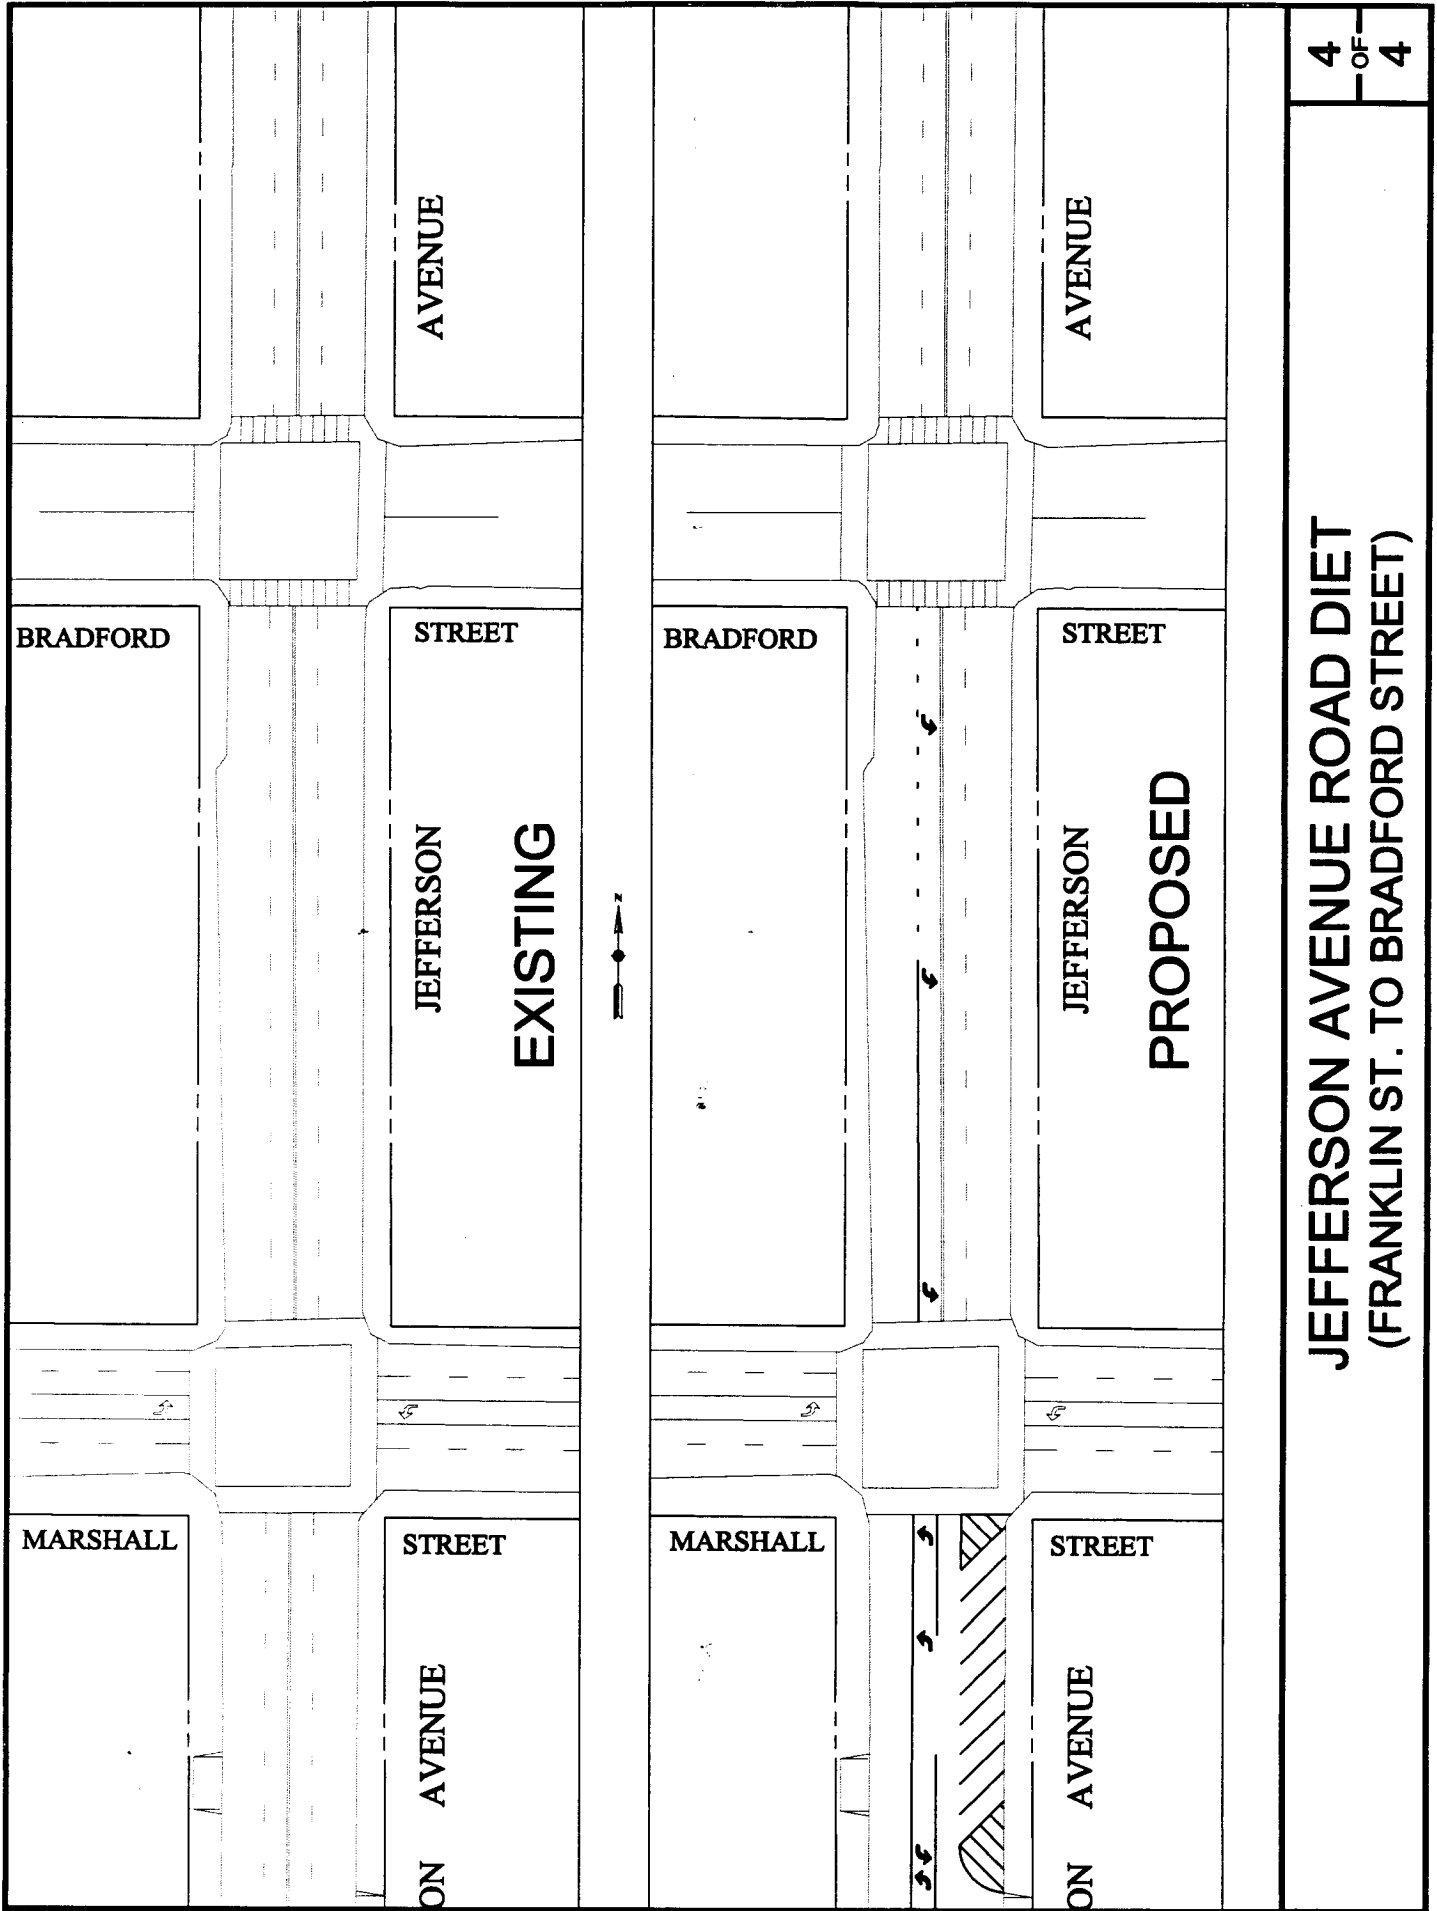 AVENUE
BRADFORD STREET
JEFFERSON
EXISTING
MARSHALL STREET
ON AVENUE
N
AVENUE
BRADFORD STREET
JEFFERSON
PROPOSED
MARSHALL STREET
ON AVENUE
JEFFERSON AVENUE ROAD DIET
(FRANKLIN ST. TO BRADFORD STREET)
4
OF
4